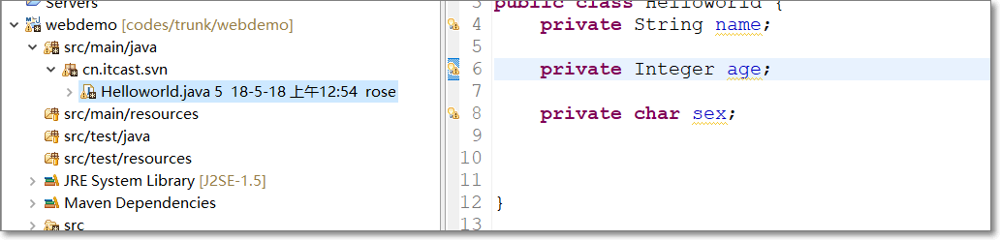 Servers
webdemo [codes/trunk/webdemo]
src/main/java
cn.itcast.svn
Helloworld.java 5 18-5-18 上午12:54 rose
src/main/resources
src/test/java
src/test/resources
JRE System Library [J2SE-1.5]
Maven Dependencies
src
3 public class Helloworld {
4 private String name;
5
6 private Integer age;
7
8 private char sex;
9
10
11
12 }
13